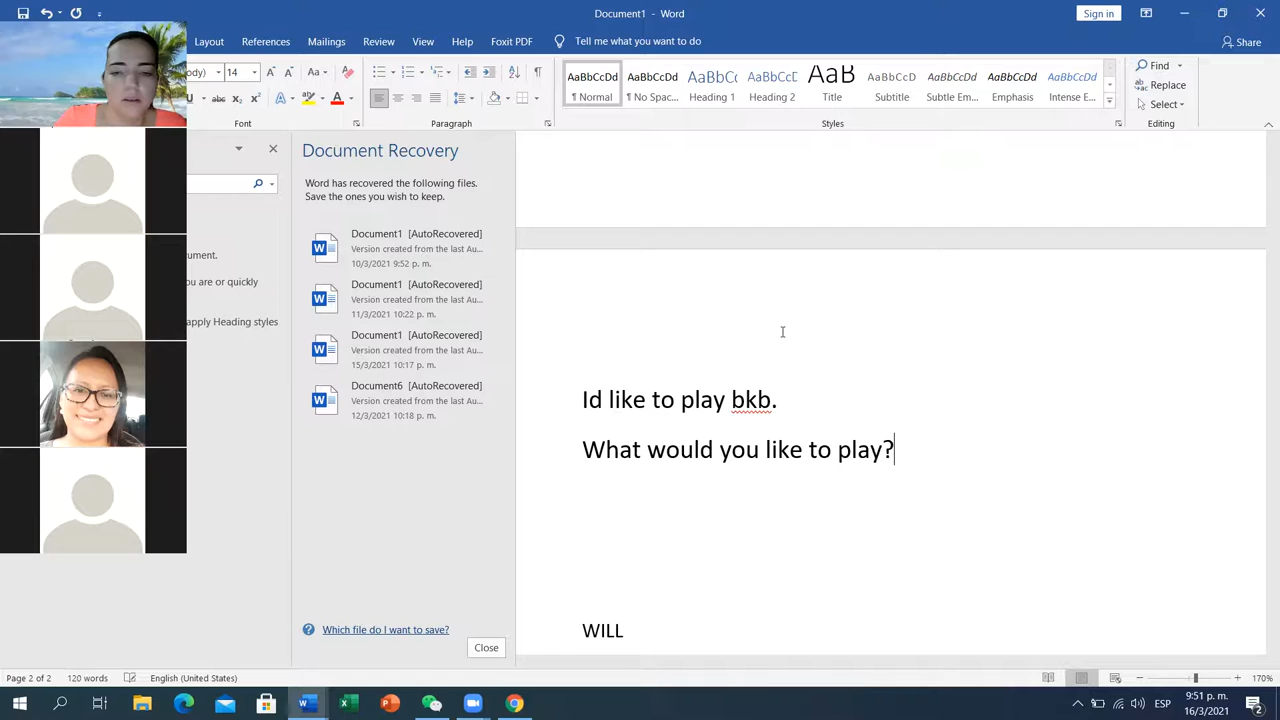 Document1 - Word
Sign in
Layout
References
Mailings
Review
View
Help
Foxit PDF
Tell me what you want to do
Share
ody)
14
Aa
AaBbCcDd
AaBbCcDd
AaBbCc
AaBbCcD
AaB
AaBbCcD
AaBbCcDd
AaBbCcDd
AaBbCcDd
¶ Normal
¶ No Spac...
Heading 1
Heading 2
Title
Subtitle
Subtle Em...
Emphasis
Intense E...
Find
Replace
Select
Font
Paragraph
Styles
Editing
cument.
ou are or quickly
apply Heading styles
Document Recovery
Word has recovered the following files.
Save the ones you wish to keep.
Document1 [AutoRecovered]
Version created from the last Au...
10/3/2021 9:52 p. m.
Document1 [AutoRecovered]
Version created from the last Au...
11/3/2021 10:22 p. m.
Document1 [AutoRecovered]
Version created from the last Au...
15/3/2021 10:17 p. m.
Document6 [AutoRecovered]
Version created from the last Au...
12/3/2021 10:18 p. m.
Which file do I want to save?
Close
Id like to play bkb.
What would you like to play?
WILL
Page 2 of 2
120 words
English (United States)
170%
ESP
9:51 p. m.
16/3/2021